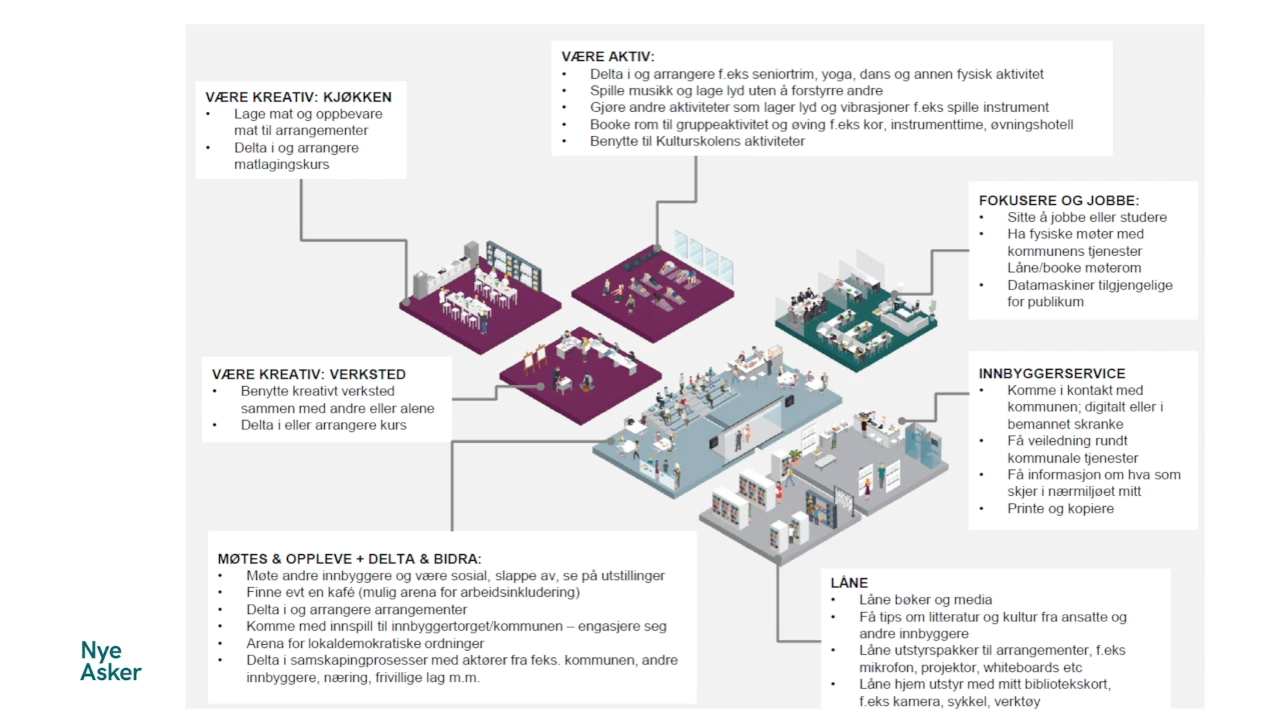 VÆRE AKTIV:
• Delta i og arrangere f.eks seniortrim, yoga, dans og annen fysisk aktivitet
• Spille musikk og lage lyd uten å forstyrre andre
• Gjøre andre aktiviteter som lager lyd og vibrasjoner f.eks spille instrument
• Booke rom til gruppeaktivitet og øving f.eks kor, instrumenttime, øvningshotell
• Benytte til Kulturskolens aktiviteter
VÆRE KREATIV: KJØKKEN
• Lage mat og oppbevare
mat til arrangementer
• Delta i og arrangere
matlagingskurs
FOKUSERE OG JOBBE:
• Sitte å jobbe eller studere
• Ha fysiske møter med
kommunens tjenester
Låne/booke møterom
• Datamaskiner tilgjengelige
for publikum
VÆRE KREATIV: VERKSTED
• Benytte kreativt verksted
sammen med andre eller alene
• Delta i eller arrangere kurs
INNBYGGERSERVICE
• Komme i kontakt med
kommunen; digitalt eller i
bemannet skranke
• Få veiledning rundt
kommunale tjenester
• Få informasjon om hva som
skjer i nærmiljøet mitt
• Printe og kopiere
MØTES & OPPLEVE + DELTA & BIDRA:
• Møte andre innbyggere og være sosial, slappe av, se på utstillinger
• Finne evt en kafé (mulig arena for arbeidsinkludering)
• Delta i og arrangere arrangementer
• Komme med innspill til innbyggertorget/kommunen – engasjere seg
• Arena for lokaldemokratiske ordninger
• Delta i samskapingprosesser med aktører fra feks. kommunen, andre
innbyggere, næring, frivillige lag m.m.
LÅNE
• Låne bøker og media
• Få tips om litteratur og kultur fra ansatte og
andre innbyggere
• Låne utstyrspakker til arrangementer, f.eks
mikrofon, projektor, whiteboards etc
• Låne hjem utstyr med mitt bibliotekskort,
f.eks kamera, sykkel, verktøy
Nye
Asker